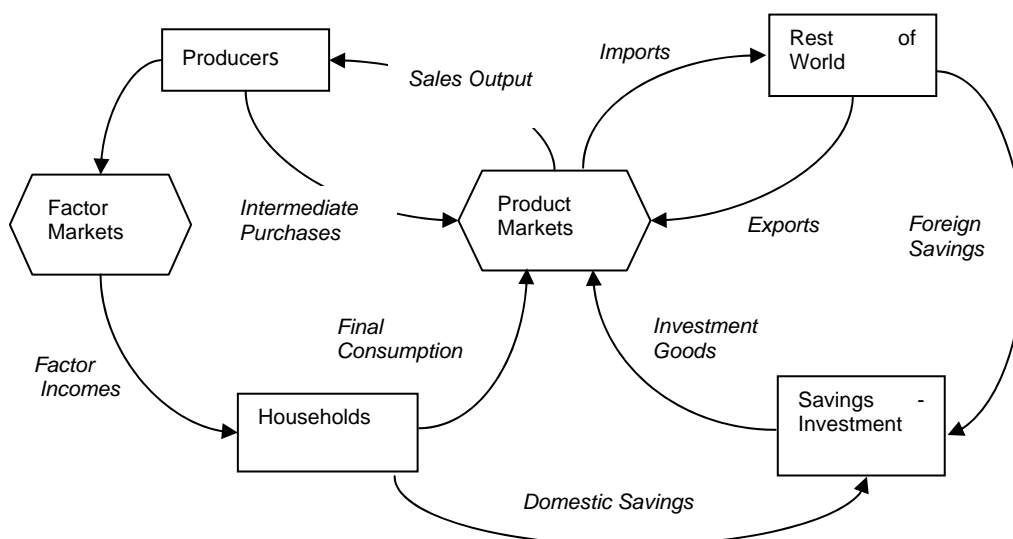 Producers
Sales Output
Imports
Rest of
World
Factor
Markets
Intermediate
Purchases
Product
Markets
Exports
Foreign
Savings
Final
Consumption
Investment
Goods
Factor
Incomes
Households
Savings -
Investment
Domestic Savings